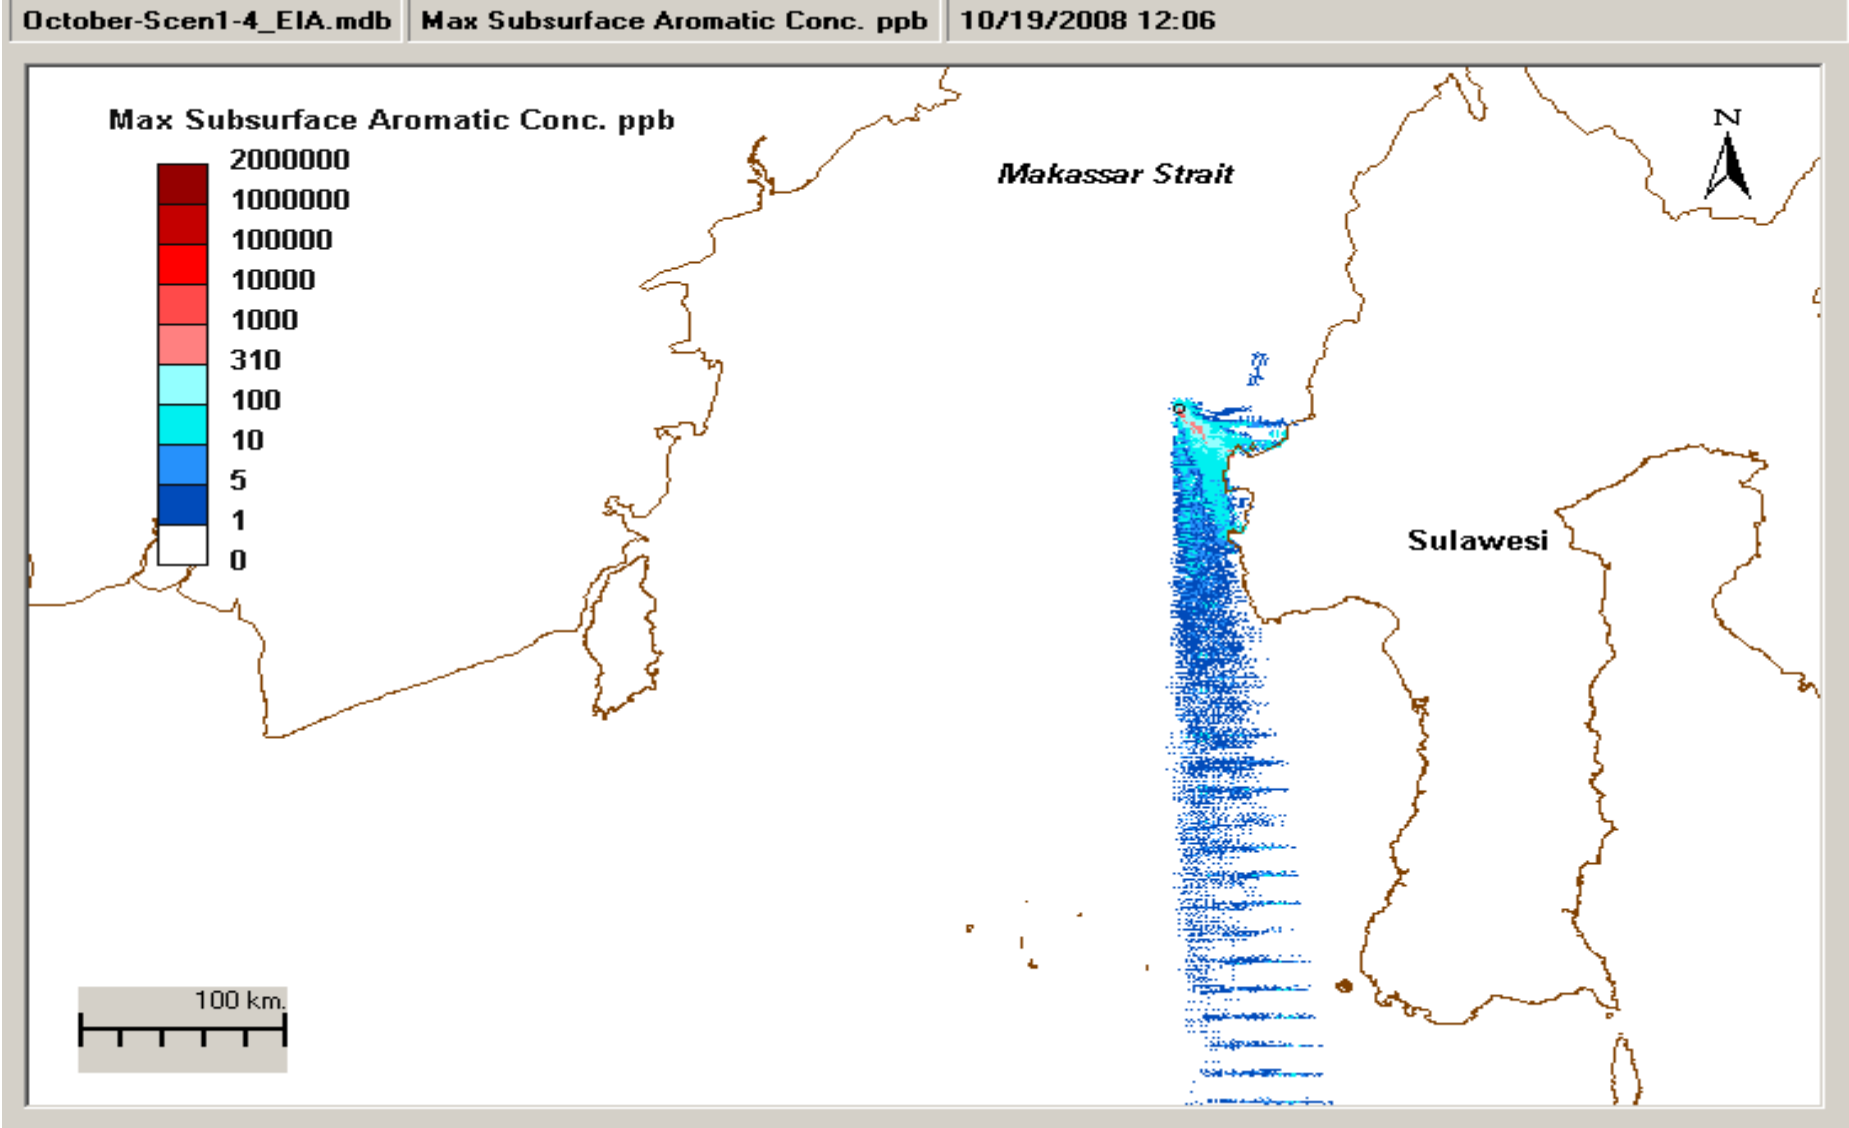 October-Scen1-4_EIA.mdb Max Subsurface Aromatic Conc. ppb 10/19/2008 12:06
Max Subsurface Aromatic Conc. ppb
2000000
1000000
100000
10000
1000
310
100
10
5
1
0
Makassar Strait
N
Sulawesi
100 km.